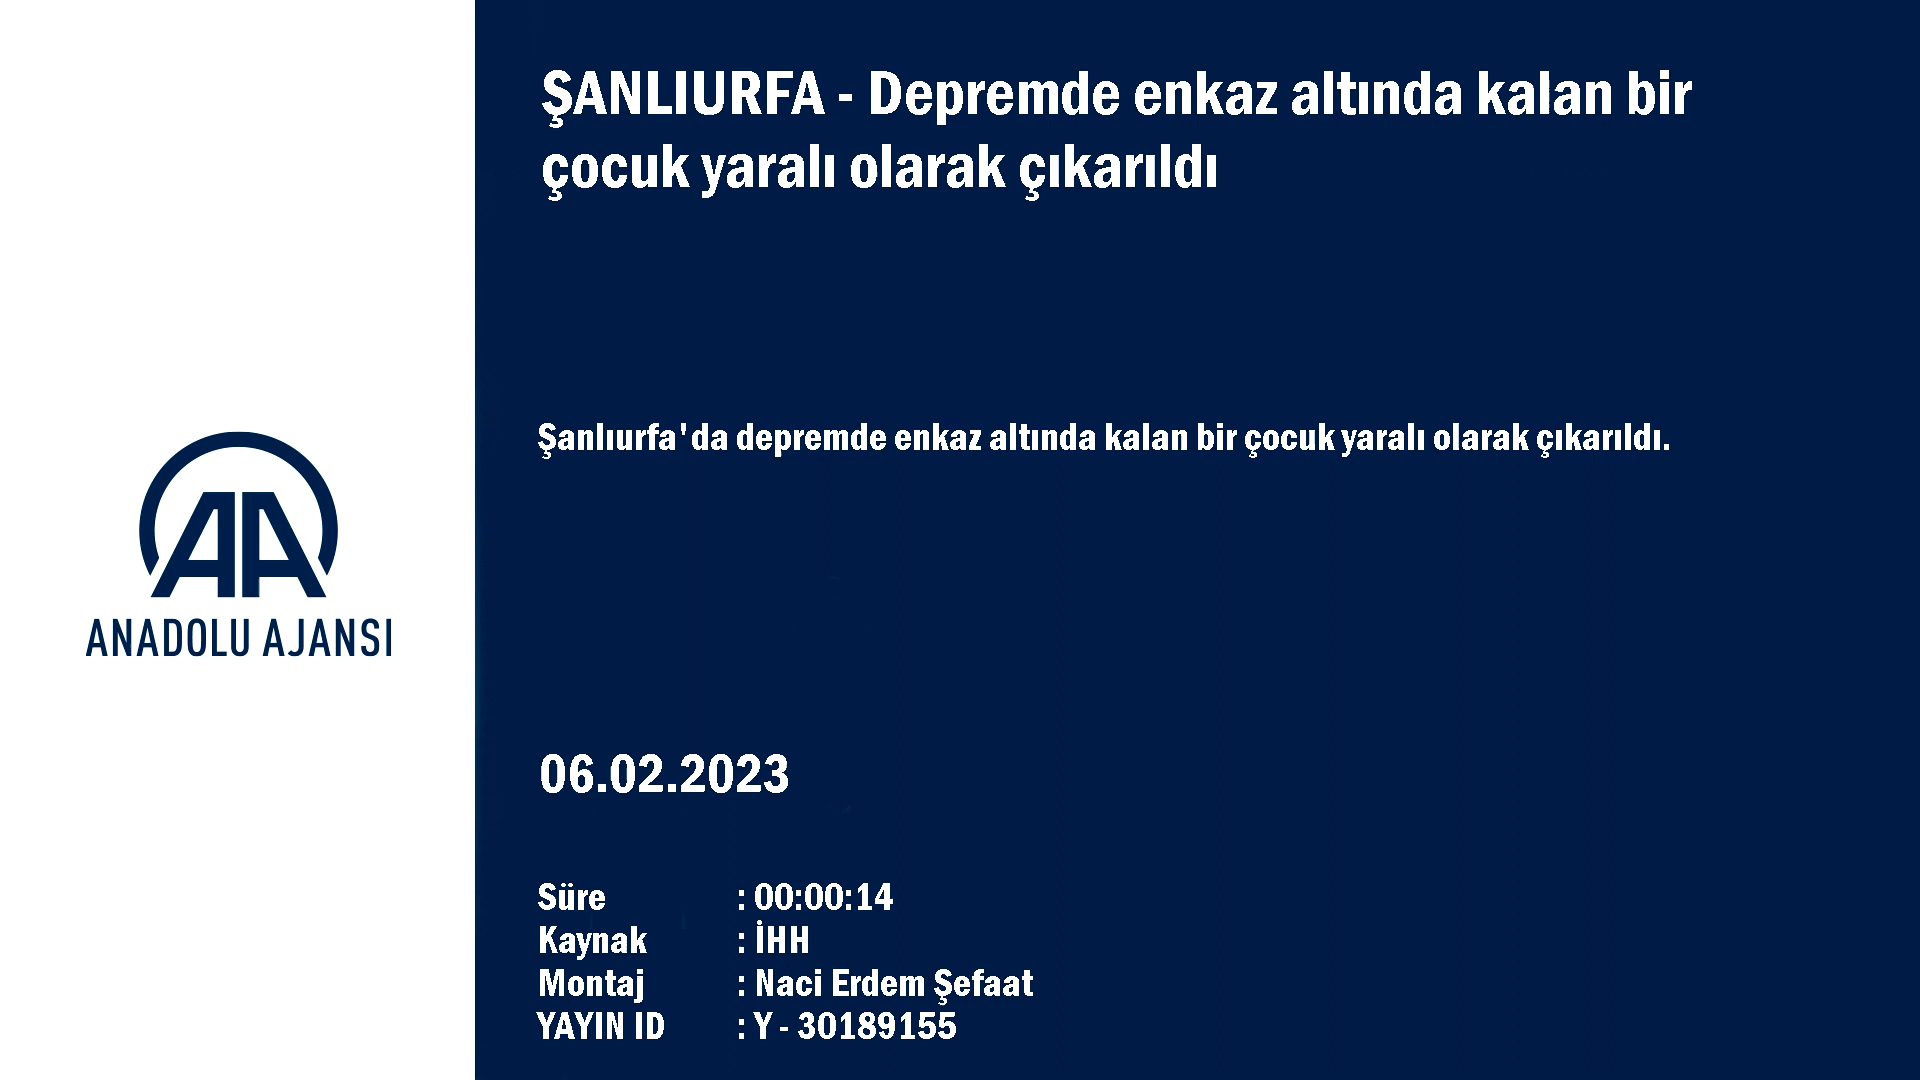 ŞANLIURFA - Depremde enkaz altında kalan bir
çocuk yaralı olarak çıkarıldı
Şanlıurfa'da depremde enkaz altında kalan bir çocuk yaralı olarak çıkarıldı.
AA
ANADOLU AJANSI
06.02.2023
Süre : 00:00:14
Kaynak : İHH
Montaj : Naci Erdem Şefaat
YAYIN ID : Y - 30189155